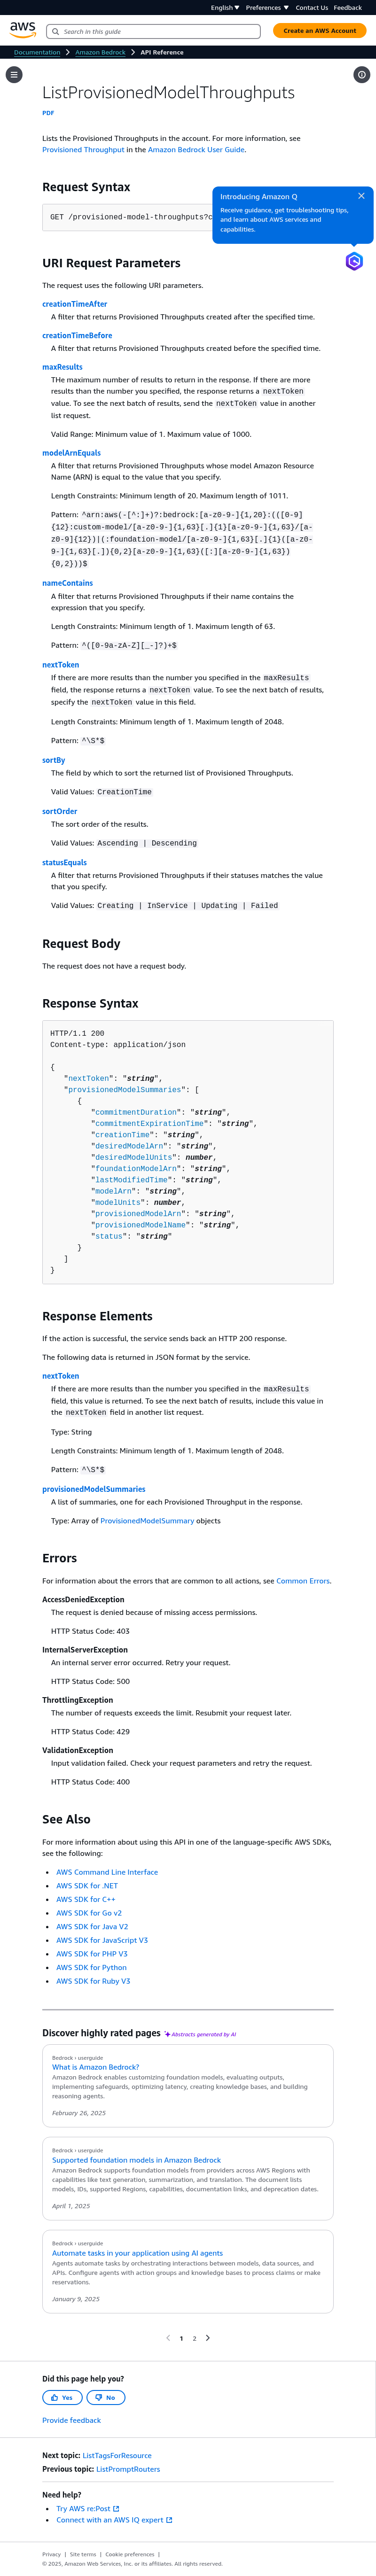 English
Preferences
Contact Us
Feedback
aws
Search in this guide
Create an AWS Account
Documentation
Amazon Bedrock
API Reference
ListProvisionedModelThroughputs
PDF
Lists the Provisioned Throughputs in the account. For more information, see
Provisioned Throughput in the Amazon Bedrock User Guide.
Introducing Amazon Q
Receive guidance, get troubleshooting tips,
and learn about AWS services and
capabilities.
Request Syntax
GET /provisioned-model-throughputs?
URI Request Parameters
The request uses the following URI parameters.
creationTimeAfter
A filter that returns Provisioned Throughputs created after the specified time.
creationTimeBefore
A filter that returns Provisioned Throughputs created before the specified time.
maxResults
THe maximum number of results to return in the response. If there are more
results than the number you specified, the response returns a nextToken
value. To see the next batch of results, send the nextToken value in another
list request.
Valid Range: Minimum value of 1. Maximum value of 1000.
modelArnEquals
A filter that returns Provisioned Throughputs whose model Amazon Resource
Name (ARN) is equal to the value that you specify.
Length Constraints: Minimum length of 20. Maximum length of 1011.
Pattern: ^arn:aws(-[^:]+)?:bedrock:[a-z0-9-]{1,20}:(([0-9]
{12}:custom-model/[a-z0-9-]{1,63}[.]{1}[a-z0-9-]{1,63}/[a-
z0-9]{12})|(:foundation-model/[a-z0-9-]{1,63}[.]{1}([a-z0-
9-]{1,63}[.]){0,2}[a-z0-9-]{1,63}([:][a-z0-9-]{1,63})
{0,2}))$
nameContains
A filter that returns Provisioned Throughputs if their name contains the
expression that you specify.
Length Constraints: Minimum length of 1. Maximum length of 63.
Pattern: ^([0-9a-zA-Z][_-]?)+$
nextToken
If there are more results than the number you specified in the maxResults
field, the response returns a nextToken value. To see the next batch of results,
specify the nextToken value in this field.
Length Constraints: Minimum length of 1. Maximum length of 2048.
Pattern: ^\S*$
sortBy
The field by which to sort the returned list of Provisioned Throughputs.
Valid Values: CreationTime
sortOrder
The sort order of the results.
Valid Values: Ascending | Descending
statusEquals
A filter that returns Provisioned Throughputs if their statuses matches the value
that you specify.
Valid Values: Creating | InService | Updating | Failed
Request Body
The request does not have a request body.
Response Syntax
HTTP/1.1 200
Content-type: application/json
{
"nextToken": "string",
"provisionedModelSummaries": [
{
"commitmentDuration": "string",
"commitmentExpirationTime": "string",
"creationTime": "string",
"desiredModelArn": "string",
"desiredModelUnits": number,
"foundationModelArn": "string",
"lastModifiedTime": "string",
"modelArn": "string",
"modelUnits": number,
"provisionedModelArn": "string",
"provisionedModelName": "string",
"status": "string"
}
]
}
Response Elements
If the action is successful, the service sends back an HTTP 200 response.
The following data is returned in JSON format by the service.
nextToken
If there are more results than the number you specified in the maxResults
field, this value is returned. To see the next batch of results, include this value in
the nextToken field in another list request.
Type: String
Length Constraints: Minimum length of 1. Maximum length of 2048.
Pattern: ^\S*$
provisionedModelSummaries
A list of summaries, one for each Provisioned Throughput in the response.
Type: Array of ProvisionedModelSummary objects
Errors
For information about the errors that are common to all actions, see Common Errors.
AccessDeniedException
The request is denied because of missing access permissions.
HTTP Status Code: 403
InternalServerException
An internal server error occurred. Retry your request.
HTTP Status Code: 500
ThrottlingException
The number of requests exceeds the limit. Resubmit your request later.
HTTP Status Code: 429
ValidationException
Input validation failed. Check your request parameters and retry the request.
HTTP Status Code: 400
See Also
For more information about using this API in one of the language-specific AWS SDKs,
see the following:
AWS Command Line Interface
AWS SDK for .NET
AWS SDK for C++
AWS SDK for Go v2
AWS SDK for Java V2
AWS SDK for JavaScript V3
AWS SDK for PHP V3
AWS SDK for Python
AWS SDK for Ruby V3
Discover highly rated pages Abstracts generated by AI
Bedrock › userguide
What is Amazon Bedrock?
Amazon Bedrock enables customizing foundation models, evaluating outputs,
implementing safeguards, optimizing latency, creating knowledge bases, and building
reasoning agents.
February 26, 2025
Bedrock › userguide
Supported foundation models in Amazon Bedrock
Amazon Bedrock supports foundation models from providers across AWS Regions with
capabilities like text generation, summarization, and translation. The document lists
models, IDs, supported Regions, capabilities, documentation links, and deprecation dates.
April 1, 2025
Bedrock › userguide
Automate tasks in your application using AI agents
Agents automate tasks by orchestrating interactions between models, data sources, and
APIs. Configure agents with action groups and knowledge bases to process claims or make
reservations.
January 9, 2025
1 2
Did this page help you?
Yes
No
Provide feedback
Next topic: ListTagsForResource
Previous topic: ListPromptRouters
Need help?
Try AWS re:Post
Connect with an AWS IQ expert
Privacy | Site terms | Cookie preferences |
© 2025, Amazon Web Services, Inc. or its affiliates. All rights reserved.